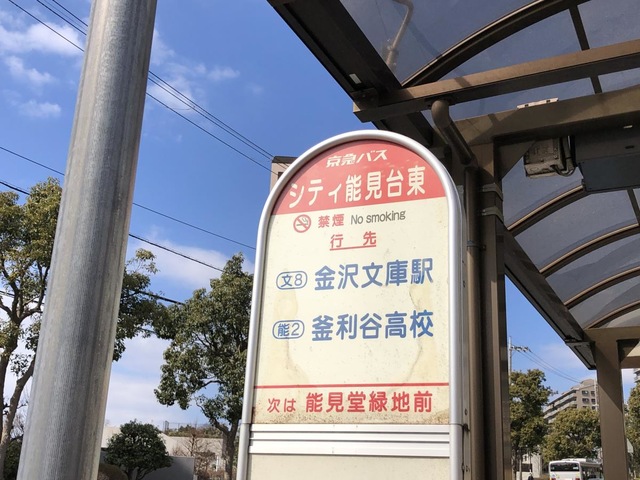 京急バス
シティ能見台東
禁煙 No smoking
行先
文8 金沢文庫駅
能2 釜利谷高校
次は 能見堂緑地前